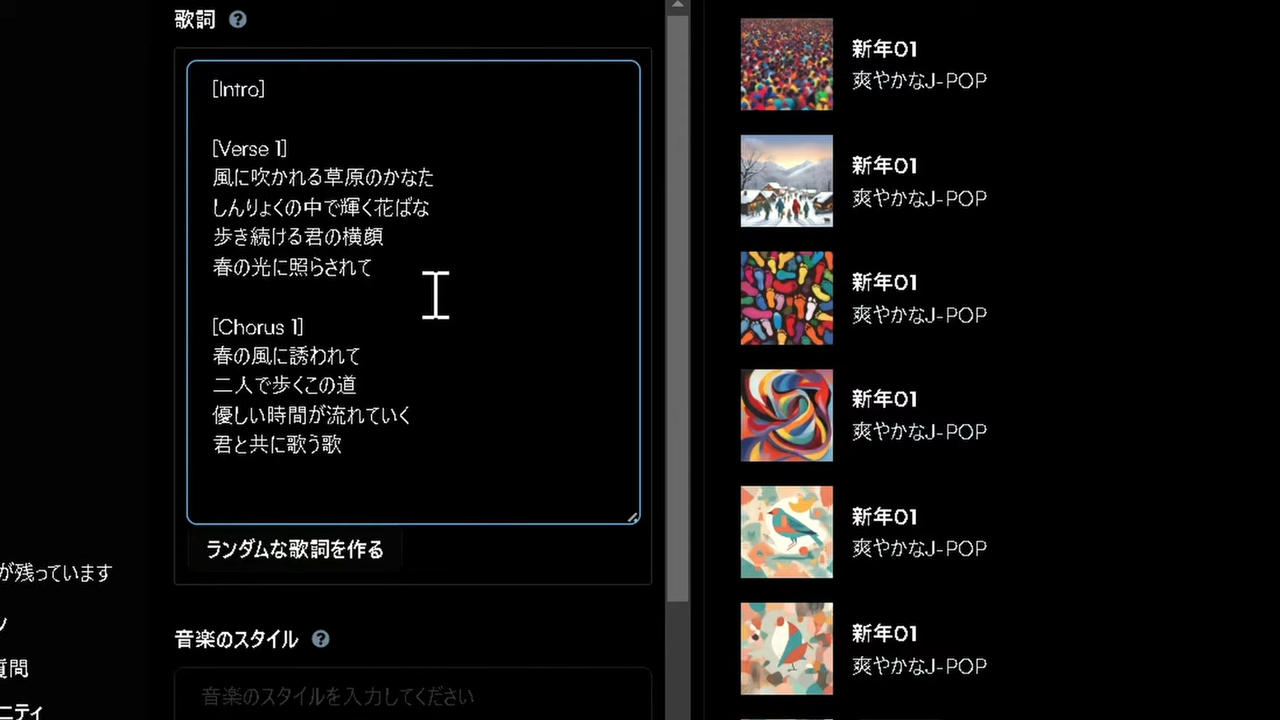 歌詞
[Intro]
[Verse 1]
風に吹かれる草原のかなた
しんりょくの中で輝く花ばな
歩き続ける君の横顔
春の光に照らされて
[Chorus 1]
春の風に誘われて
二人で歩くこの道
優しい時間が流れていく
君と共に歌う歌
ランダムな歌詞を作る
音楽のスタイル
音楽のスタイルを入力してください
が残っています
質問
ニティ
新年01
爽やかなJ-POP
新年01
爽やかなJ-POP
新年01
爽やかなJ-POP
新年01
爽やかなJ-POP
新年01
爽やかなJ-POP
新年01
爽やかなJ-POP